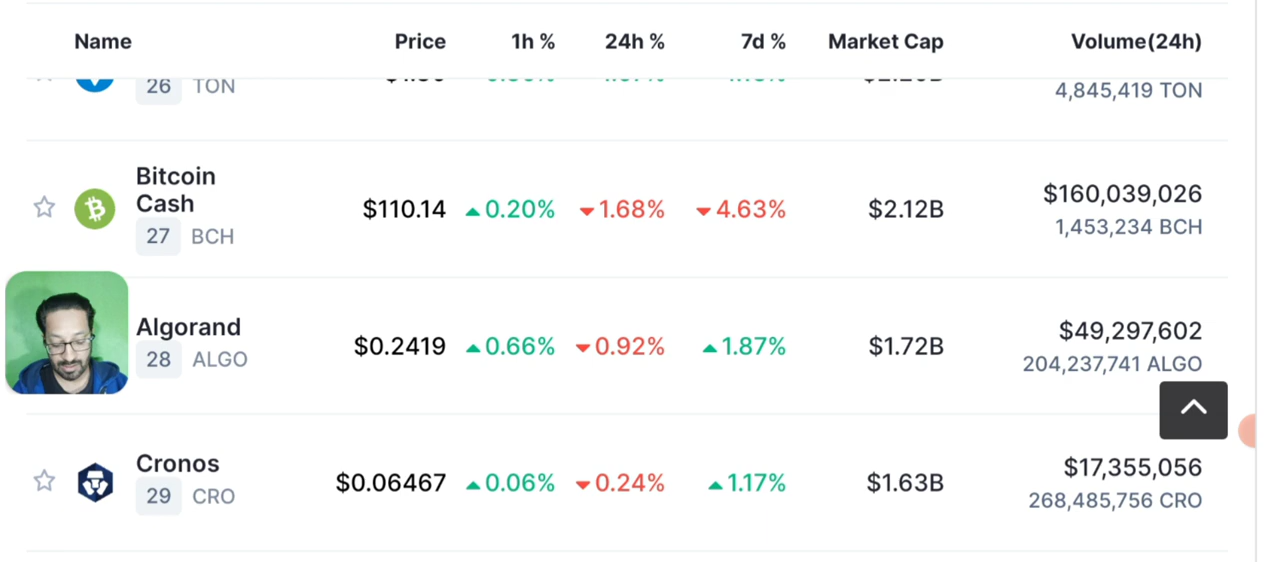 Name Price 1h % 24h % 7d % Market Cap Volume(24h)
26 TON 4,845,419 TON
Bitcoin
Cash
27 BCH
$110.14 0.20% 1.68% 4.63% $2.12B $160,039,026
1,453,234 BCH
Algorand
28 ALGO
$0.2419 0.66% 0.92% 1.87% $1.72B $49,297,602
204,237,741 ALGO
Cronos
29 CRO
$0.06467 0.06% 0.24% 1.17% $1.63B $17,355,056
268,485,756 CRO